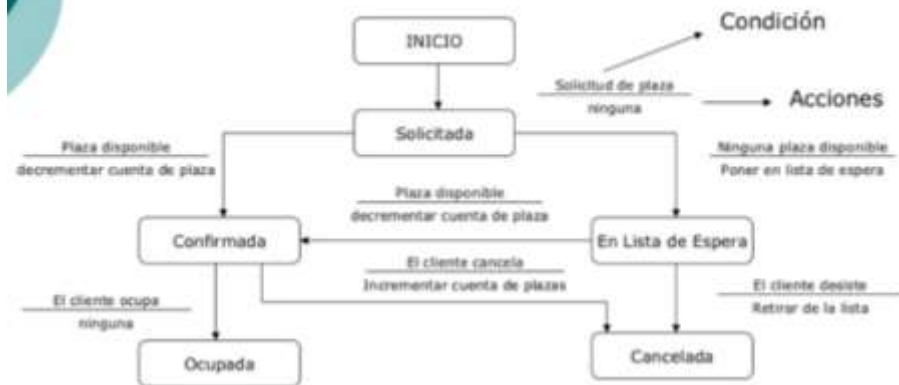 INICIO
Condición
Solicitud de plaza
ninguna
Acciones
Solicitada
Plaza disponible
decrementar cuenta de plaza
Ninguna plaza disponible
Poner en lista de espera
Plaza disponible
decrementar cuenta de plaza
Confirmada
En Lista de Espera
El cliente cancela
Incrementar cuenta de plazas
El cliente ocupa
ninguna
El cliente desiste
Retirar de la lista
Ocupada
Cancelada